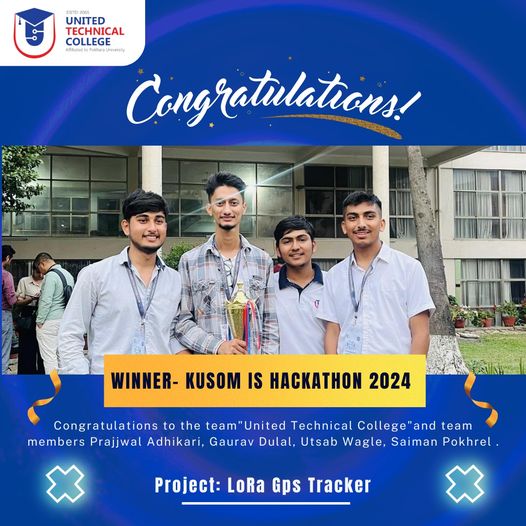 ESTD 2065
UNITED
TECHNICAL
COLLEGE
Affiliated to Pokhara University
Congratulations!
WINNER- KUSOM IS HACKATHON 2024
Congratulations to the team"United Technical College"and team
members Prajjwal Adhikari, Gaurav Dulal, Utsab Wagle, Saiman Pokhrel .
Project: LoRa Gps Tracker